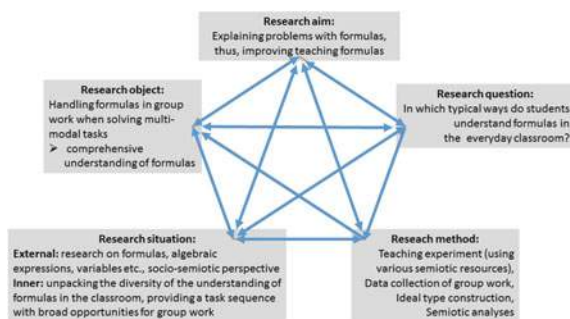 Research aim:
Explaining problems with formulas,
thus, improving teaching formulas
Research object:
Handling formulas in group
work when solving multi-
modal tasks
➤ comprehensive
understanding of formulas
Research question:
In which typical ways do students
understand formulas in
the everyday classroom?
Research situation:
External: research on formulas, algebraic
expressions, variables etc., socio-semiotic perspective
Inner: unpacking the diversity of the understanding
of formulas in the classroom, providing a task sequence
with broad opportunities for group work
Reseach method:
Teaching experiment (using
various semiotic resources),
Data collection of group work,
Ideal type construction,
Semiotic analyses